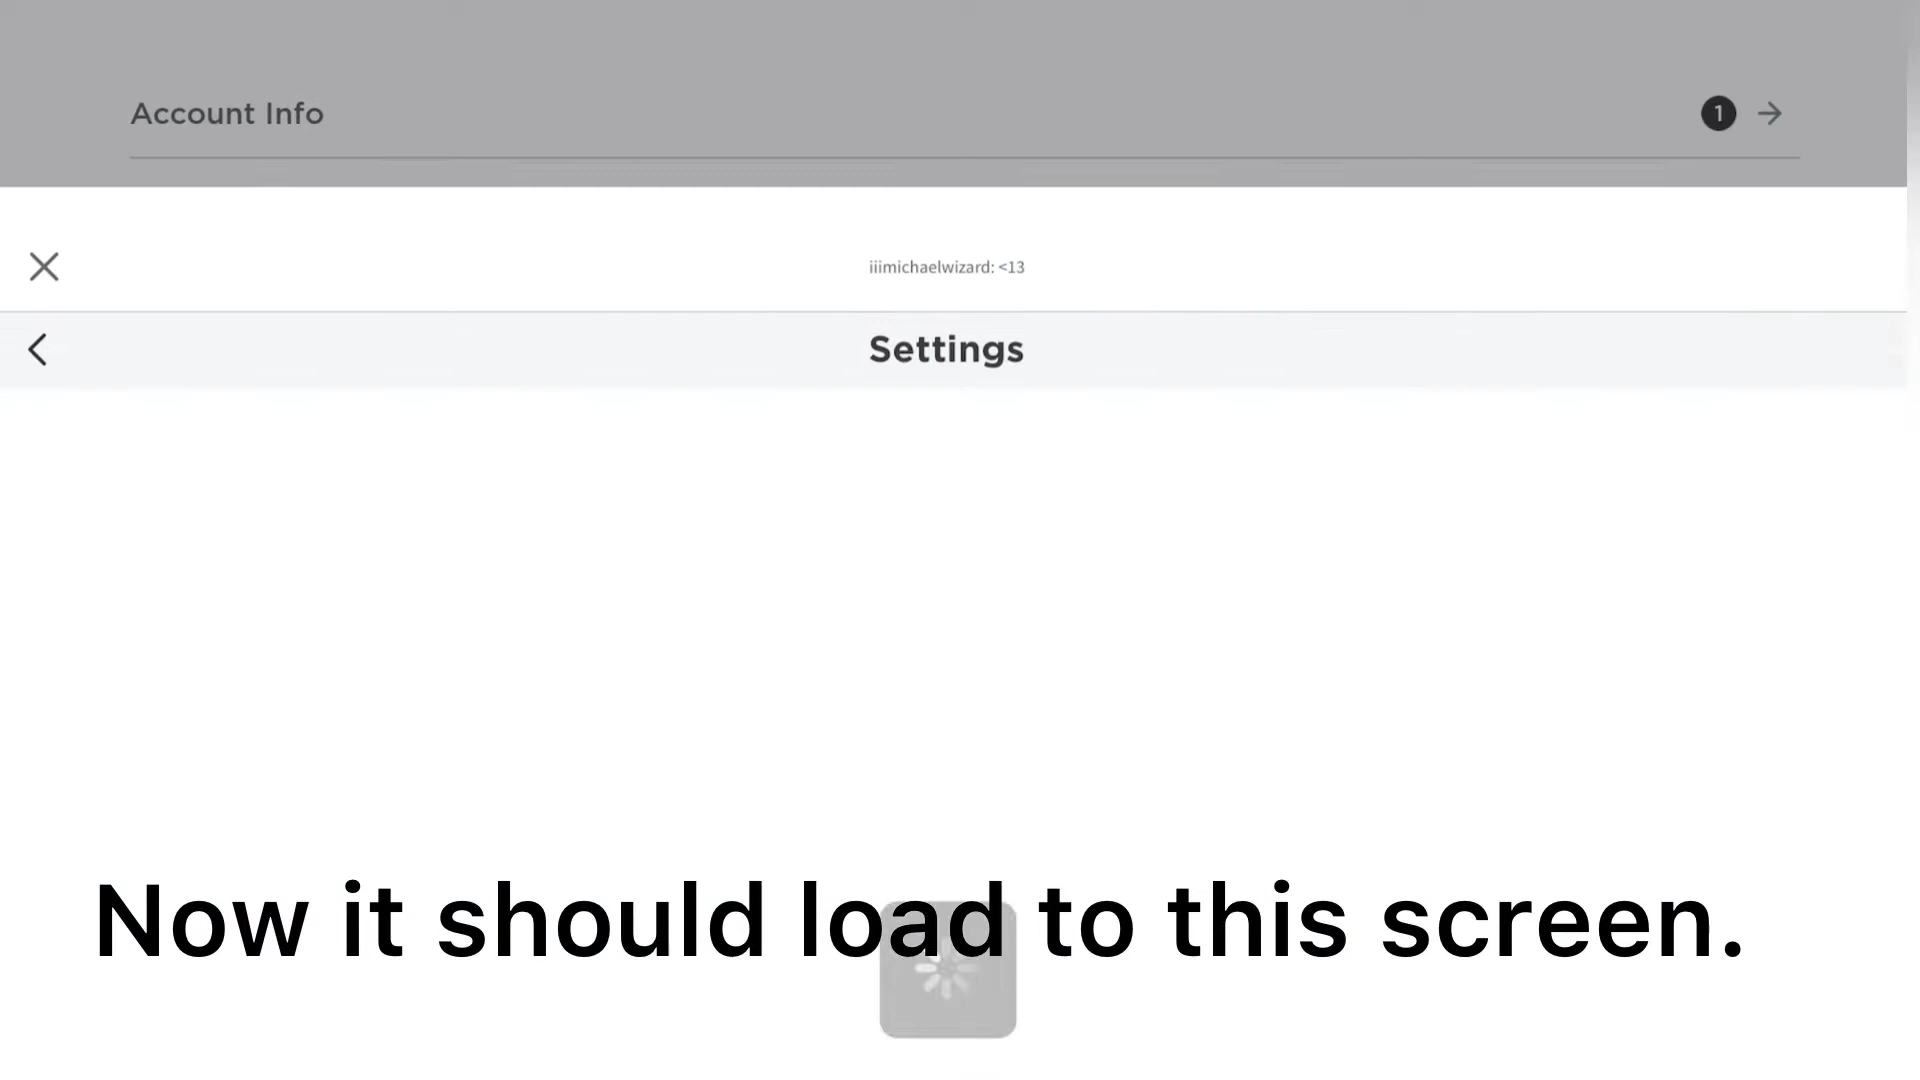 Account Info
1
iiimichaelwizard: <13
Settings
Now it should load to this screen.